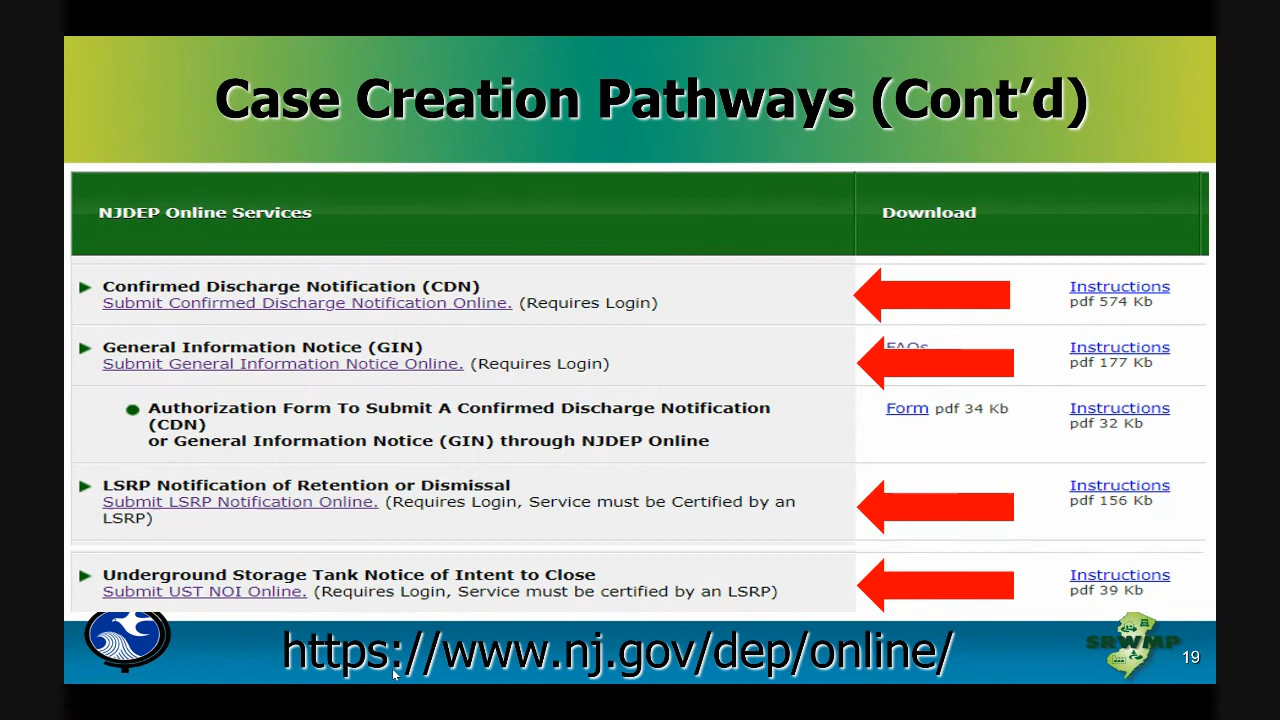 Case Creation Pathways (Cont’d)
NJDEP Online Services
Download
Confirmed Discharge Notification (CDN)
Submit Confirmed Discharge Notification Online. (Requires Login)
Instructions
pdf 574 Kb
General Information Notice (GIN)
Submit General Information Notice Online. (Requires Login)
FAQs
Instructions
pdf 177 Kb
Authorization Form To Submit A Confirmed Discharge Notification
(CDN)
or General Information Notice (GIN) through NJDEP Online
Form pdf 34 Kb
Instructions
pdf 32 Kb
LSRP Notification of Retention or Dismissal
Submit LSRP Notification Online. (Requires Login, Service must be Certified by an
LSRP)
Instructions
pdf 156 Kb
Underground Storage Tank Notice of Intent to Close
Submit UST NOI Online. (Requires Login, Service must be certified by an LSRP)
Instructions
pdf 39 Kb
https://www.nj.gov/dep/online/
SRWMP
19